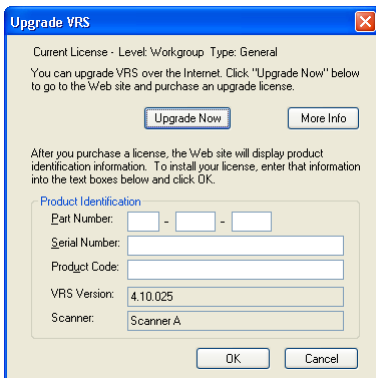 Upgrade VRS
Current License - Level: Workgroup Type: General
You can upgrade VRS over the Internet. Click "Upgrade Now" below
to go to the Web site and purchase an upgrade license.
Upgrade Now
More Info
After you purchase a license, the Web site will display product
identification information. To install your license, enter that information
into the text boxes below and click OK.
Product Identification
Part Number: - -
Serial Number:
Product Code:
VRS Version: 4.10.025
Scanner: Scanner A
OK
Cancel